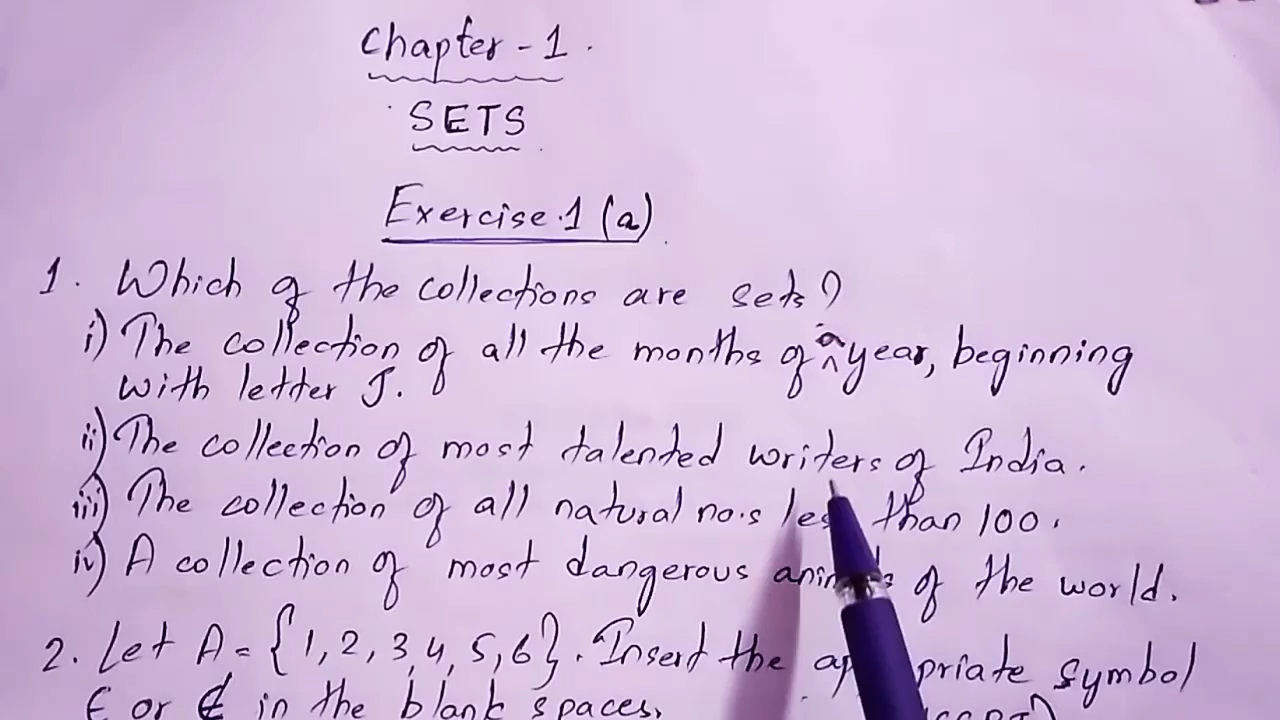 Chapter - 1.
SETS
Exercise.1 (a)
1. Which of the collections are sets?
i) The collection of all the months of a year, beginning
with letter J.
ii) The collection of most talented writers of India.
iii) The collection of all natural no.s less than 100.
iv) A collection of most dangerous animals of the world.
2. Let A = {1, 2, 3, 4, 5, 6}. Insert the appropriate symbol
∈ or ∉ in the blank spaces.